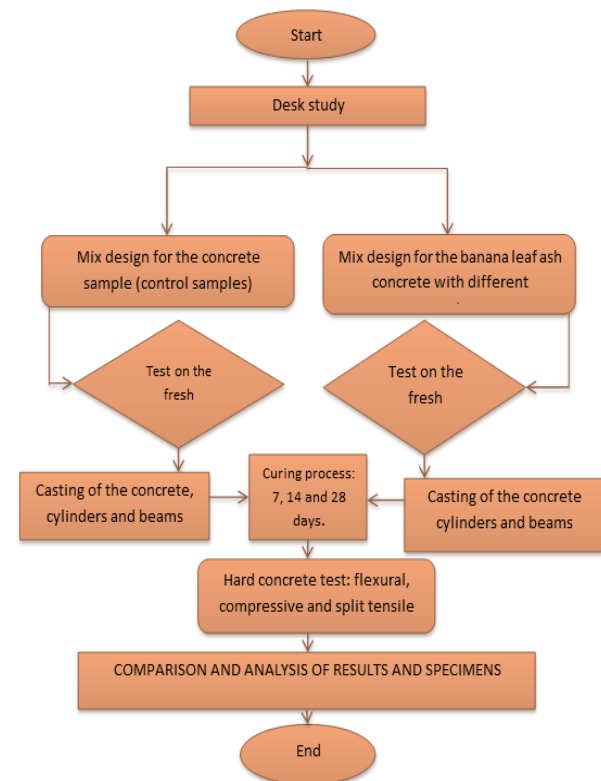 Start
Desk study
Mix design for the concrete
sample (control samples)
Mix design for the banana leaf ash
concrete with different
.
Test on the
fresh
Test on the
fresh
Casting of the concrete,
cylinders and beams
Curing process:
7, 14 and 28
days.
Casting of the concrete
cylinders and beams
Hard concrete test: flexural,
compressive and split tensile
COMPARISON AND ANALYSIS OF RESULTS AND SPECIMENS
End